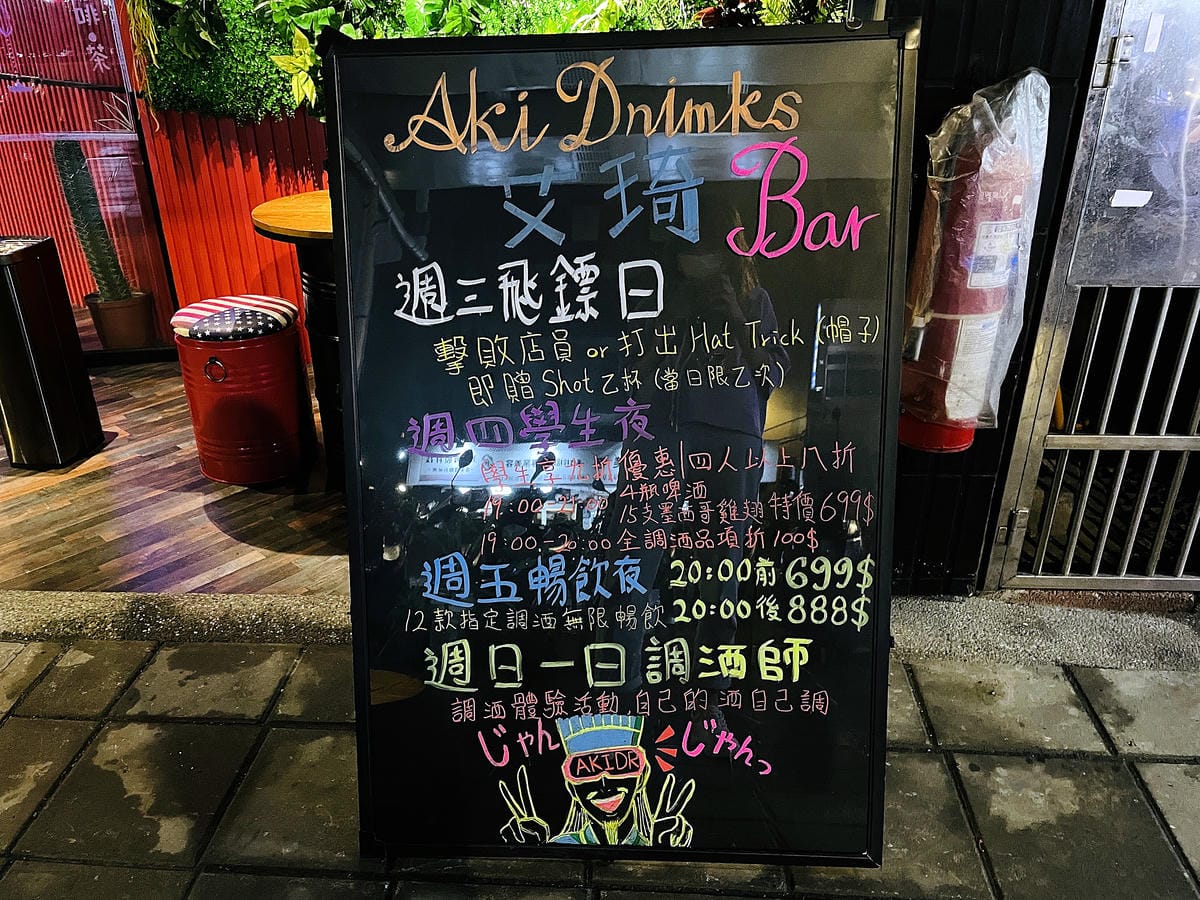 Aki Drinks
艾琦 Bar
週三飛鏢日
擊敗店員 or 打出 Hat Trick (帽子)
即贈 Shot 乙杯 (當日限乙次)
週四學生夜
學生享九折優惠|四人以上八折
19:00-21:00 4瓶啤酒
15支墨西哥雞翅 特價699$
19:00-20:00 全調酒品項折100$
週五暢飲夜 20:00前 699$
12款指定調酒無限暢飲 20:00後 888$
週日一日調酒師
調酒體驗活動,自己的酒自己調
じゃん じゃんっ
AKIDR